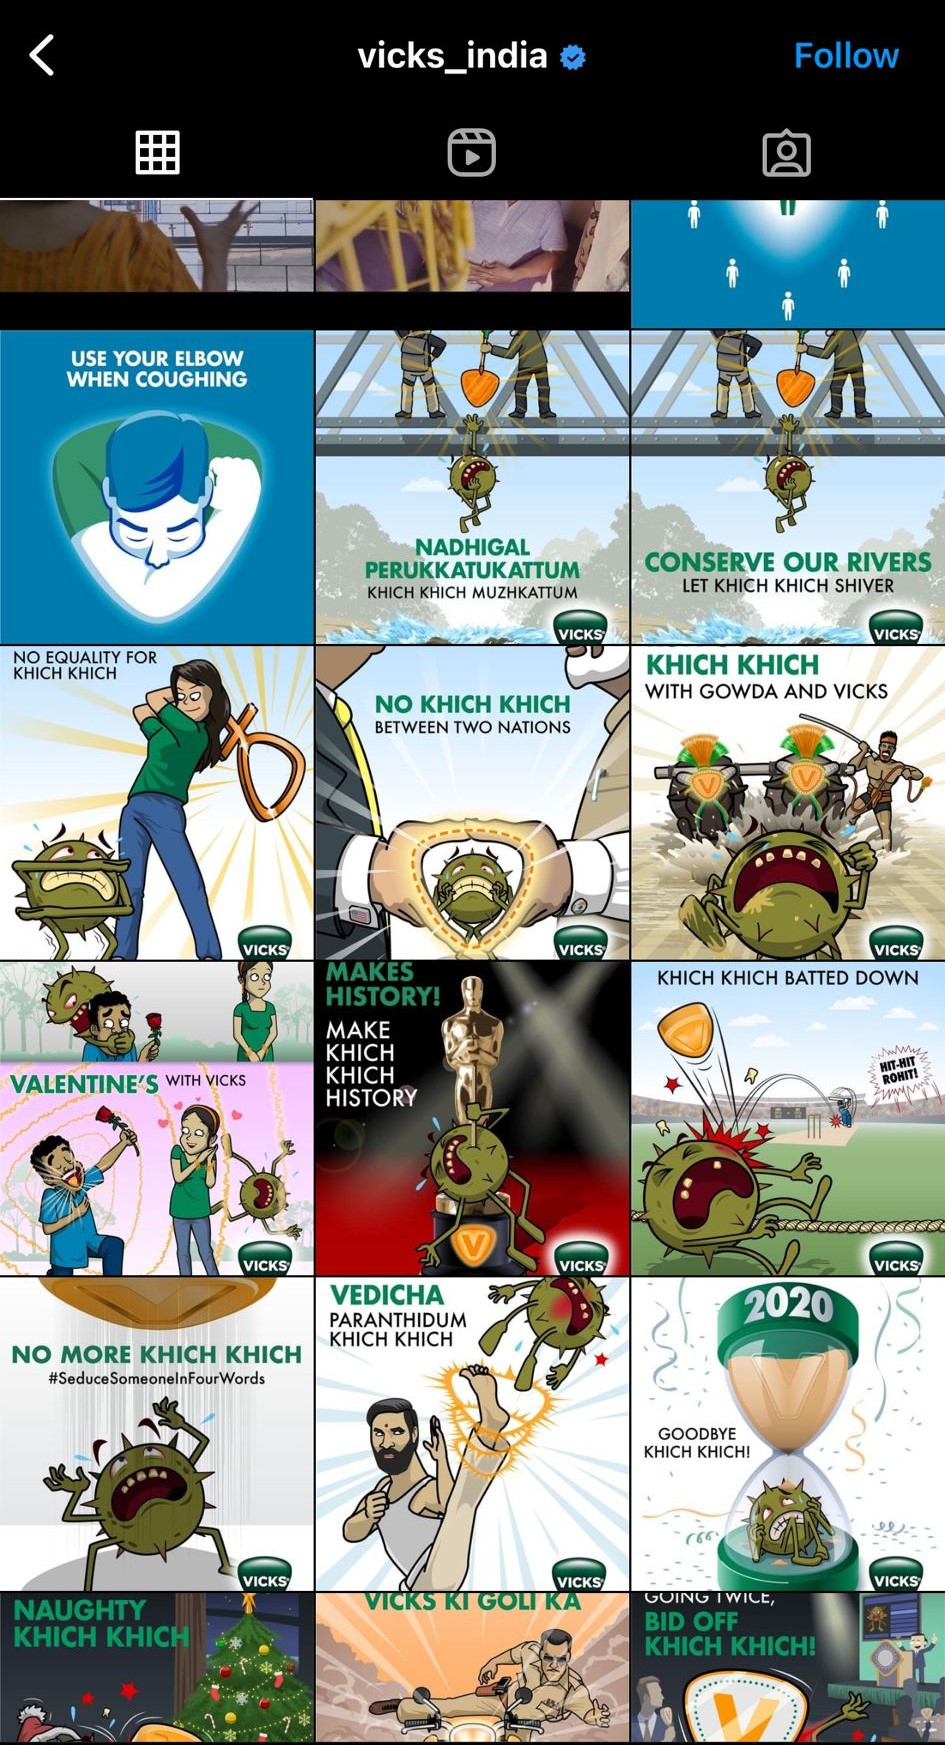 vicks_india
Follow
USE YOUR ELBOW
WHEN COUGHING
NADHIGAL
PERUKKATUKATTUM
KHICH KHICH MUZHKATTUM
VICKS
CONSERVE OUR RIVERS
LET KHICH KHICH SHIVER
VICKS
NO EQUALITY FOR
KHICH KHICH
VICKS
NO KHICH KHICH
BETWEEN TWO NATIONS
VICKS
KHICH KHICH
WITH GOWDA AND VICKS
V
V
VICKS
VALENTINE'S WITH VICKS
VICKS
MAKES
HISTORY!
MAKE
KHICH
KHICH
HISTORY
V
VICKS
KHICH KHICH BATTED DOWN
HIT-HIT
ROHIT!
VICKS
NO MORE KHICH KHICH
#SeduceSomeoneInFourWords
VICKS
VEDICHA
PARANTHIDUM
KHICH KHICH
VICKS
2020
V
GOODBYE
KHICH KHICH!
VICKS
NAUGHTY
KHICH KHICH
VICKS KI GOLI KA
GOING TWICE,
BID OFF
KHICH KHICH!
V